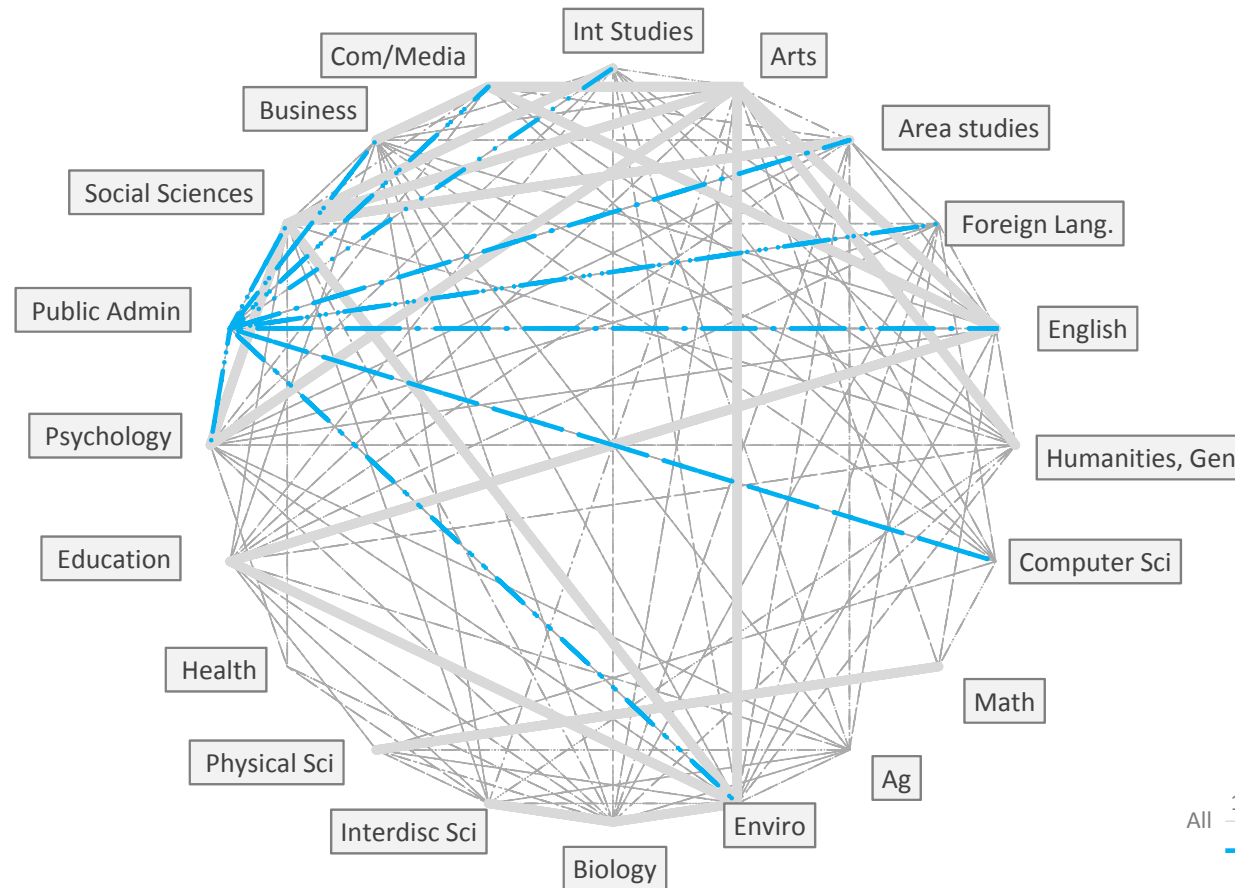 Int Studies
Com/Media
Arts
Business
Area studies
Social Sciences
Foreign Lang.
Public Admin
English
Psychology
Humanities, Gen
Education
Computer Sci
Health
Math
Physical Sci
Ag
Interdisc Sci
Enviro
Biology
All